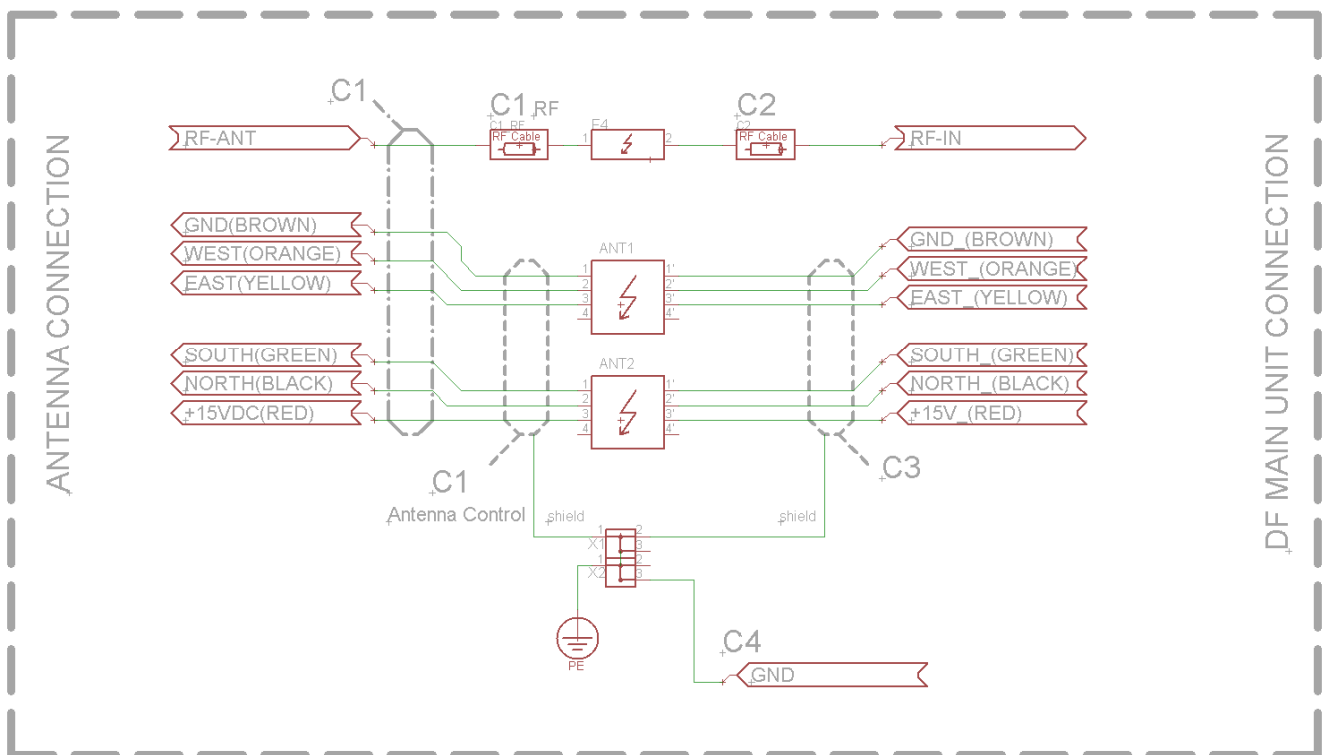 C1
C1 RF
C2
RF-ANT
C1_RF
RF Cable
1
F4
2
C2
RF Cable
RF-IN
ANTENNA CONNECTION
DF MAIN UNIT CONNECTION
GND(BROWN)
WEST(ORANGE)
EAST(YELLOW)
ANT1
1
2
3
4
1'
2'
3'
4'
GND_(BROWN)
WEST_(ORANGE)
EAST_(YELLOW)
SOUTH(GREEN)
NORTH(BLACK)
+15VDC(RED)
ANT2
1
2
3
4
1'
2'
3'
4'
SOUTH_(GREEN)
NORTH_(BLACK)
+15V_(RED)
C1
Antenna Control
C3
shield
shield
1
2
X1
3
1
2
X2
3
PE
C4
GND